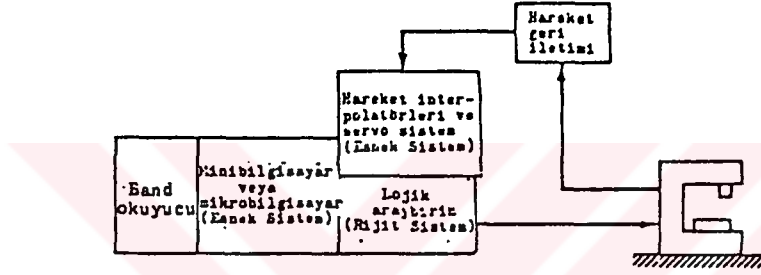 Hareket
geri
iletimi
Hareket inter-
polatörleri ve
servo sistem
(Esnek Sistem)
Band
okuyucu
Minibilgisayar
veya
mikrobilgisayar
(Esnek Sistem)
Lojik
araçbirim
(Rijit Sistem)